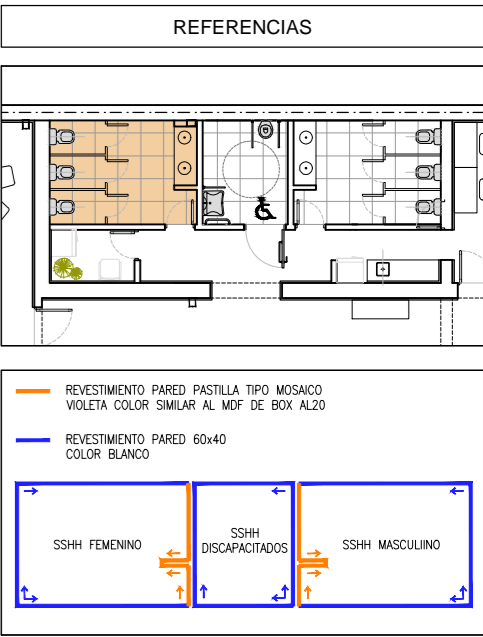 REFERENCIAS
REVESTIMIENTO PARED PASTILLA TIPO MOSAICO
VIOLETA COLOR SIMILAR AL MDF DE BOX AL20
REVESTIMIENTO PARED 60x40
COLOR BLANCO
SSHH FEMENINO
SSHH
DISCAPACITADOS
SSHH MASCULIINO